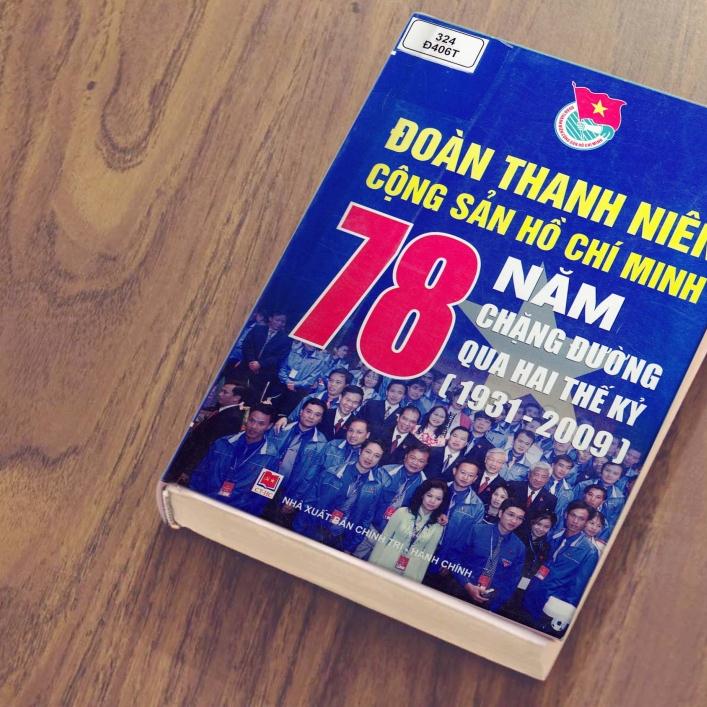 324
Đ406T
ĐOÀN THANH NIÊN
CỘNG SẢN HỒ CHÍ MINH
78
NĂM
CHẶNG ĐƯỜNG
QUA HAI THẾ KỶ
(1931-2009)
NHÀ XUẤT BẢN CHÍNH TRỊ - HÀNH CHÍNH